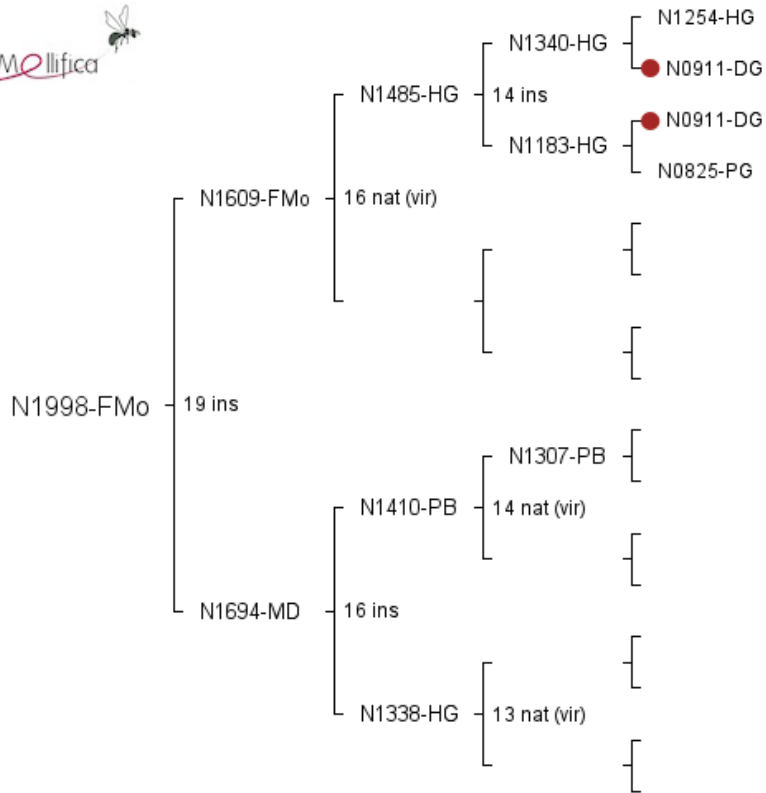 Mellifica
N1254-HG
N1340-HG
N0911-DG
N1485-HG
14 ins
N0911-DG
N1183-HG
N0825-PG
N1609-FMo
16 nat (vir)
N1998-FMo
19 ins
N1307-PB
N1410-PB
14 nat (vir)
N1694-MD
16 ins
N1338-HG
13 nat (vir)